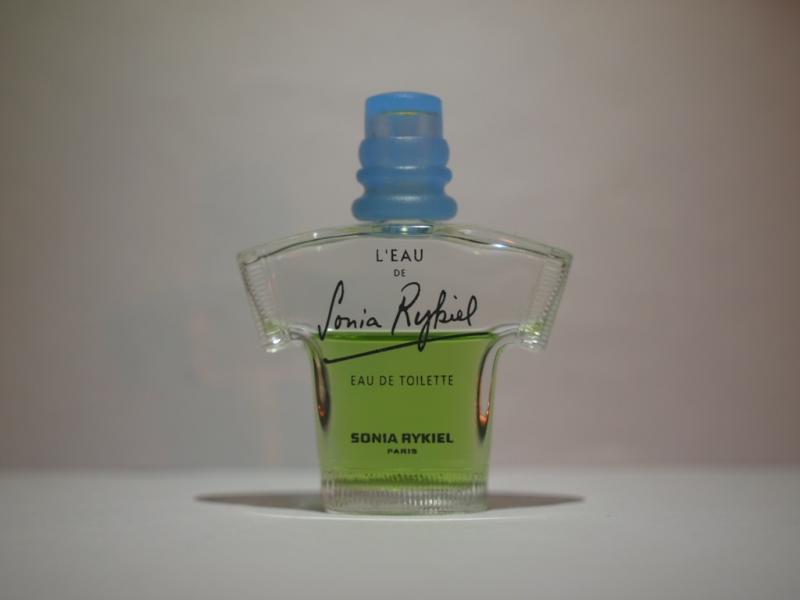 L'EAU
DE
Sonia Rykiel
EAU DE TOILETTE
SONIA RYKIEL
PARIS